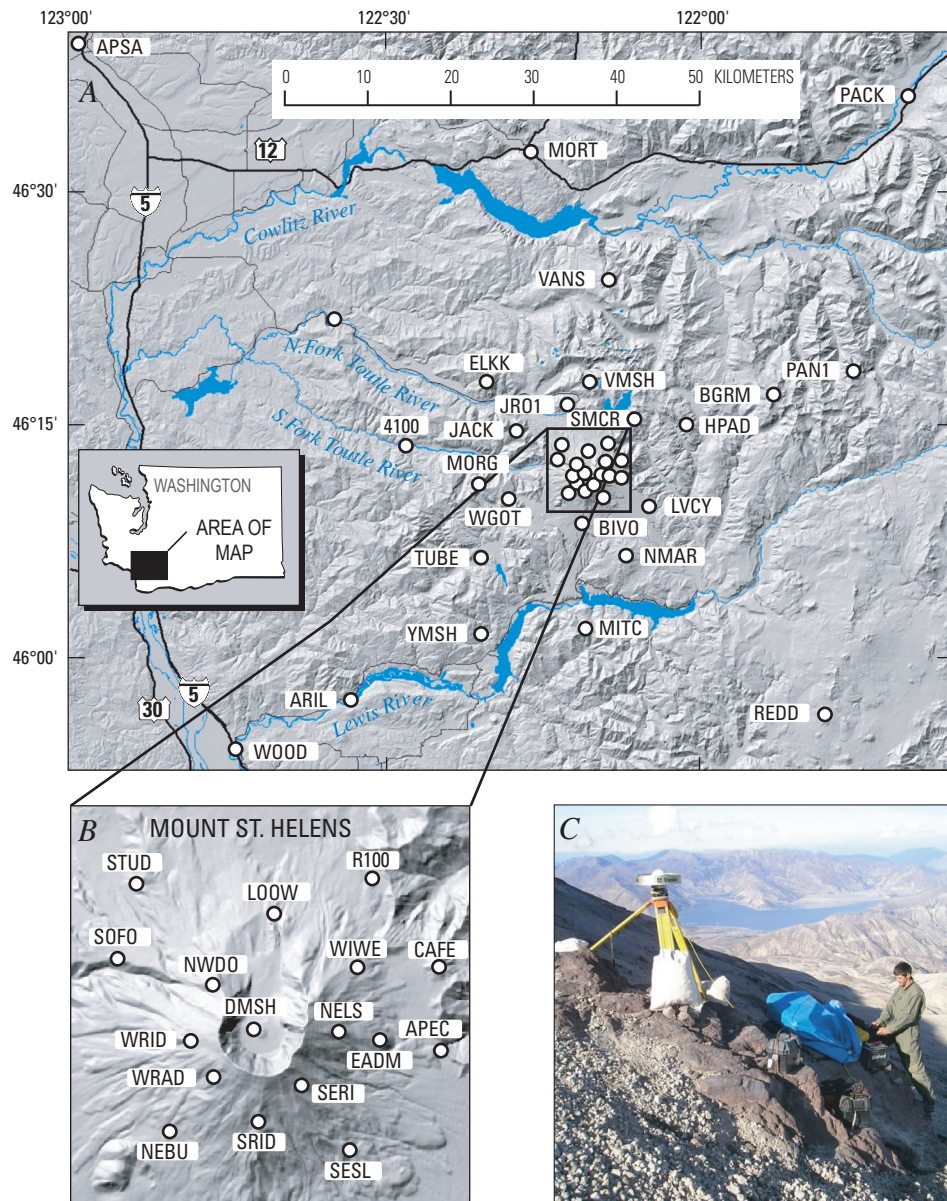 123°00'
122°30'
122°00'
APSA
A
0 10 20 30 40 50 KILOMETERS
PACK
12
MORT
46°30'
5
Cowlitz River
VANS
N.Fork Toutle River
ELKK
VMSH
PAN1
BGRM
JRO1
SMCR
46°15'
4100
JACK
HPAD
S.Fork Toutle River
MORG
WASHINGTON
WGOT
LVCY
AREA OF
MAP
BIVO
TUBE
NMAR
YMSH
MITC
46°00'
5
30
ARIL
Lewis River
REDD
WOOD
B
MOUNT ST. HELENS
STUD
R100
LOOW
SOFO
WIWE
CAFE
NWDO
DMSH
NELS
APEC
WRID
EADM
WRAD
SERI
NEBU
SRID
SESL
C